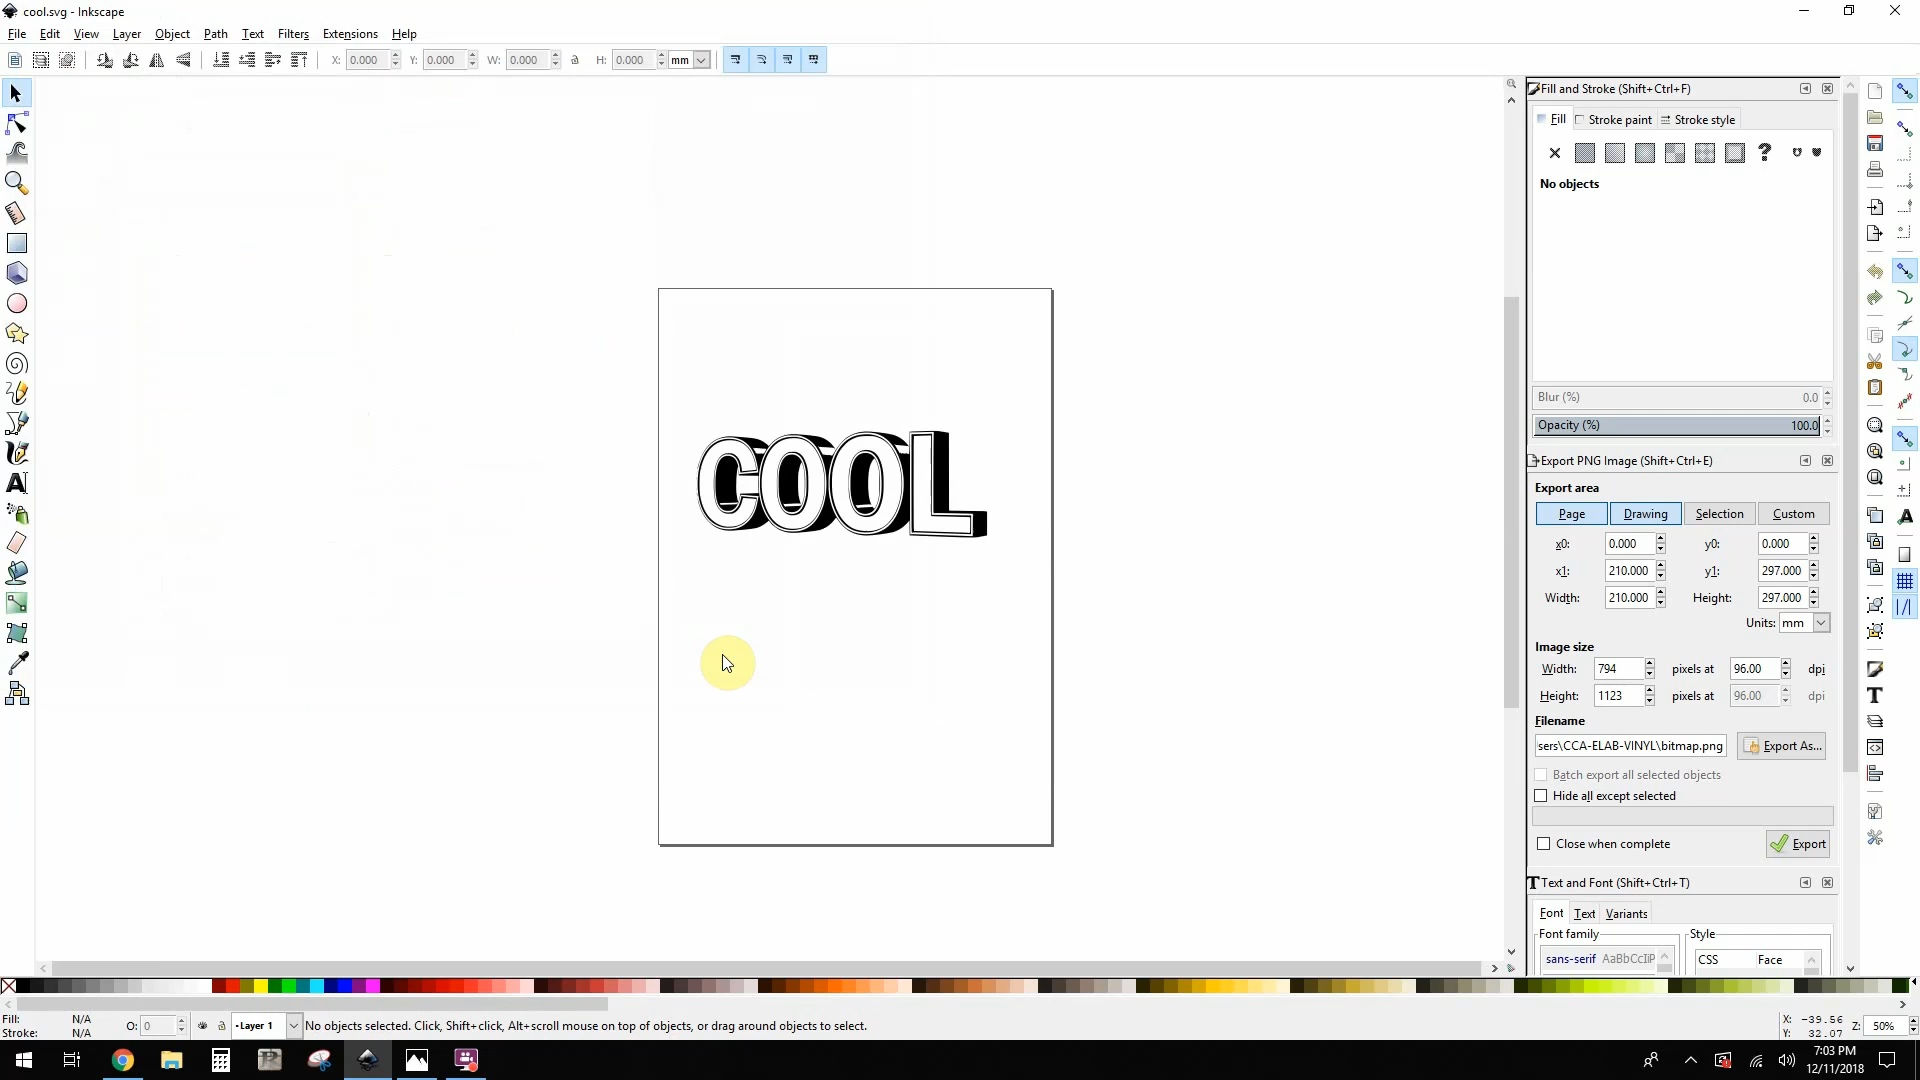 cool.svg - Inkscape
File Edit View Layer Object Path Text Filters Extensions Help
X: 0.000 Y: 0.000 W: 0.000 H: 0.000 mm
Fill and Stroke (Shift+Ctrl+F)
Fill Stroke paint Stroke style
No objects
Blur (%) 0.0
Opacity (%) 100.0
COOL
Export PNG Image (Shift+Ctrl+E)
Export area
Page Drawing Selection Custom
x0: 0.000 y0: 0.000
x1: 210.000 y1: 297.000
Width: 210.000 Height: 297.000
Units: mm
Image size
Width: 794 pixels at 96.00 dpi
Height: 1123 pixels at 96.00 dpi
Filename
sers\CCA-ELAB-VINYL\bitmap.png Export As...
Batch export all selected objects
Hide all except selected
Close when complete Export
Text and Font (Shift+Ctrl+T)
Font Text Variants
Font family Style
sans-serif AaBbCcIiP CSS Face
Fill: N/A
Stroke: N/A
O: 0 Layer 1 No objects selected. Click, Shift+click, Alt+scroll mouse on top of objects, or drag around objects to select.
X: -39.56
Y: 32.07
Z: 50%
7:03 PM
12/11/2018